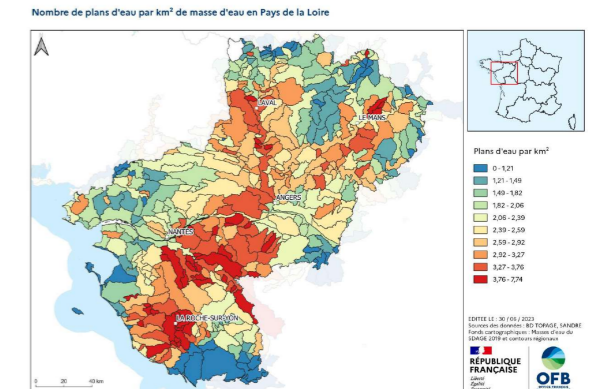 Nombre de plans d'eau par km² de masse d'eau en Pays de la Loire
LAVAL
LE MANS
ANGERS
NANTES
LA ROCHE-SUR-YON
0 20 40 km
Plans d'eau par km²
0 - 1,21
1,21 - 1,49
1,49 - 1,82
1,82 - 2,06
2,06 - 2,39
2,39 - 2,59
2,59 - 2,92
2,92 - 3,27
3,27 - 3,76
3,76 - 7,74
EDITEE LE : 30 / 06 / 2023
Sources des données : BD TOPAGE, SANDRE
Fonds cartographiques : Masses d'eau du
SDAGE 2019 et contours régionaux
RÉPUBLIQUE
FRANÇAISE
Liberté
Égalité
Fraternité
OFB